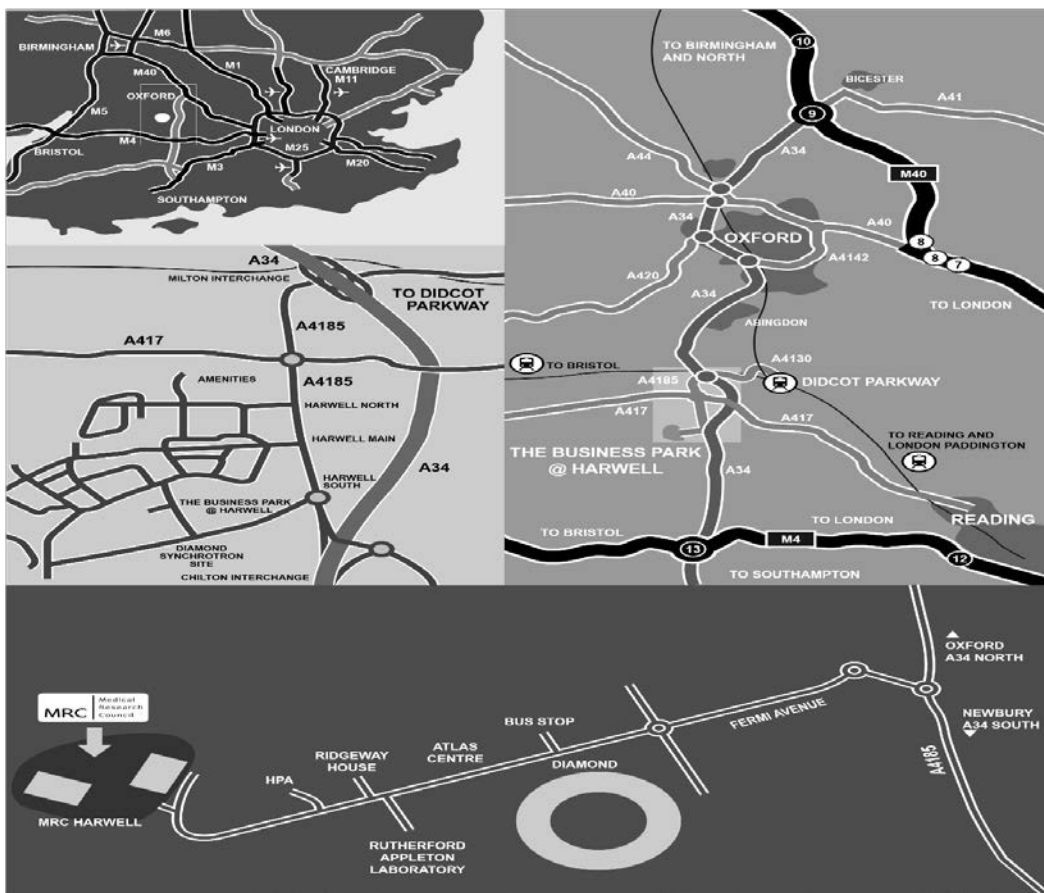 M6
BIRMINGHAM
M40
M1
CAMBRIDGE
M11
OXFORD
M5
LONDON
M4
M25
BRISTOL
M3
M20
SOUTHAMPTON
A34
MILTON INTERCHANGE
TO DIDCOT
PARKWAY
A4185
A417
AMENITIES
A4185
HARWELL NORTH
HARWELL MAIN
A34
HARWELL
SOUTH
THE BUSINESS PARK
@ HARWELL
DIAMOND
SYNCHROTRON
SITE
CHILTON INTERCHANGE
10
TO BIRMINGHAM
AND NORTH
BICESTER
A41
9
A34
A44
M40
A40
A34
A40
OXFORD
8
A4142
8
7
A420
A34
TO LONDON
ABINGDON
A4130
TO BRISTOL
A4185
DIDCOT PARKWAY
A417
A417
TO READING AND
LONDON PADDINGTON
THE BUSINESS PARK
@ HARWELL
A34
READING
TO LONDON
TO BRISTOL
M4
13
12
TO SOUTHAMPTON
OXFORD
A34 NORTH
MRC
Medical
Research
Council
FERMI AVENUE
NEWBURY
A34 SOUTH
BUS STOP
A4185
ATLAS
CENTRE
RIDGEWAY
HOUSE
DIAMOND
HPA
MRC HARWELL
RUTHERFORD
APPLETON
LABORATORY